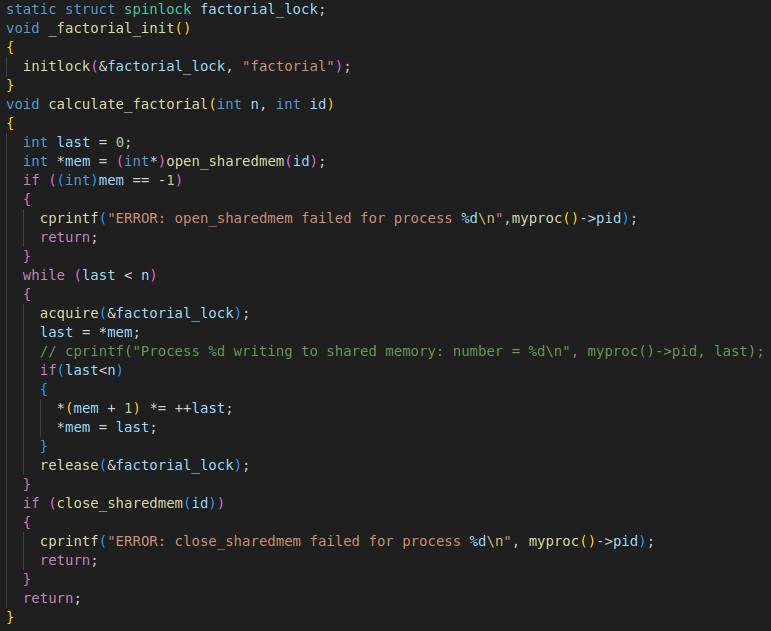 static struct spinlock factorial_lock;
void _factorial_init()
{
  initlock(&factorial_lock, "factorial");
}
void calculate_factorial(int n, int id)
{
  int last = 0;
  int *mem = (int*)open_sharedmem(id);
  if ((int)mem == -1)
  {
    cprintf("ERROR: open_sharedmem failed for process %d\n",myproc()->pid);
    return;
  }
  while (last < n)
  {
    acquire(&factorial_lock);
    last = *mem;
    // cprintf("Process %d writing to shared memory: number = %d\n", myproc()->pid, last);
    if(last<n)
    {
      *(mem + 1) *= ++last;
      *mem = last;
    }
    release(&factorial_lock);
  }
  if (close_sharedmem(id))
  {
    cprintf("ERROR: close_sharedmem failed for process %d\n", myproc()->pid);
    return;
  }
  return;
}